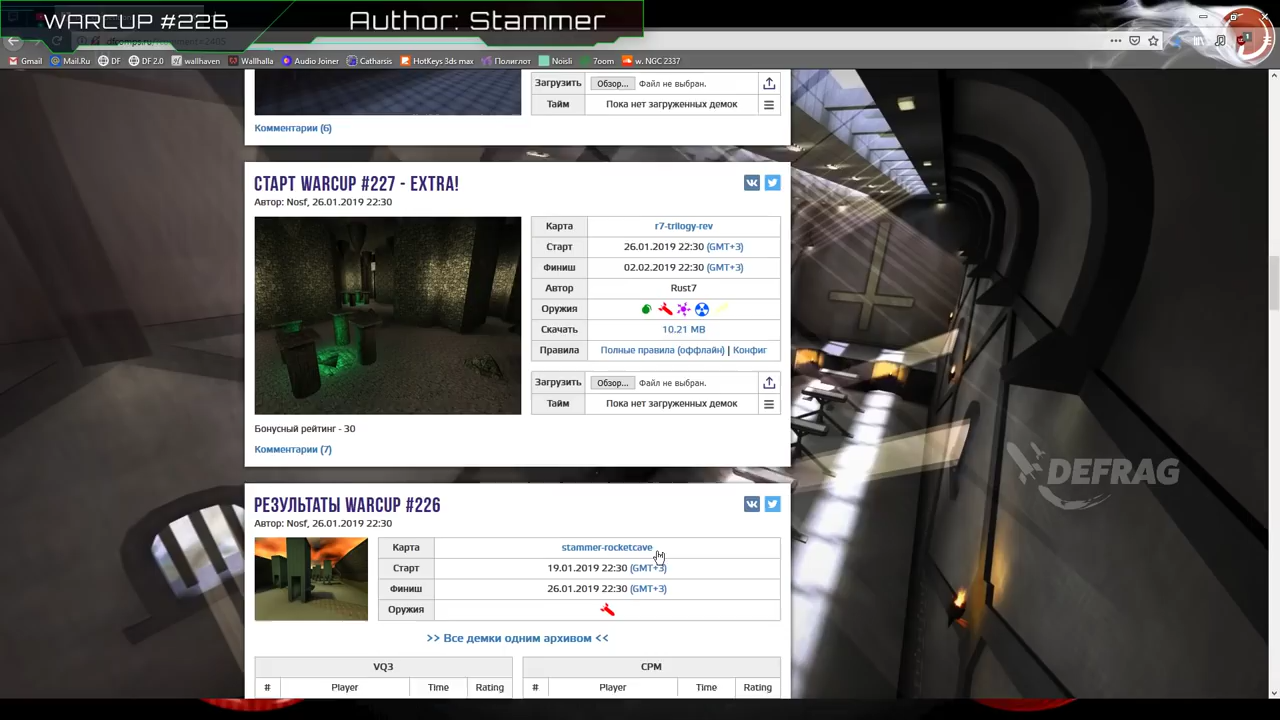 WARCUP #226
Author: Stammer
Gmail
Mail.Ru
DF
DF 2.0
wallhaven
Wallhalla
Audio Joiner
Catharsis
HotKeys 3ds max
Полиглот
Noisli
7oom
w. NGC 2337
Загрузить Обзор... Файл не выбран.
Тайм Пока нет загруженных демок
Комментарии (6)
СТАРТ WARCUP #227 - EXTRA!
Автор: Nosf, 26.01.2019 22:30
Карта r7-trilogy-rev
Старт 26.01.2019 22:30 (GMT+3)
Финиш 02.02.2019 22:30 (GMT+3)
Автор Rust7
Оружия
Скачать 10.21 MB
Правила Полные правила (оффлайн) | Конфиг
Загрузить Обзор... Файл не выбран.
Тайм Пока нет загруженных демок
Бонусный рейтинг - 30
Комментарии (7)
DEFRAG
РЕЗУЛЬТАТЫ WARCUP #226
Автор: Nosf, 26.01.2019 22:30
Карта stammer-rocketcave
Старт 19.01.2019 22:30 (GMT+3)
Финиш 26.01.2019 22:30 (GMT+3)
Оружия
>> Все демки одним архивом <<
VQ3 CPM
# Player Time Rating # Player Time Rating